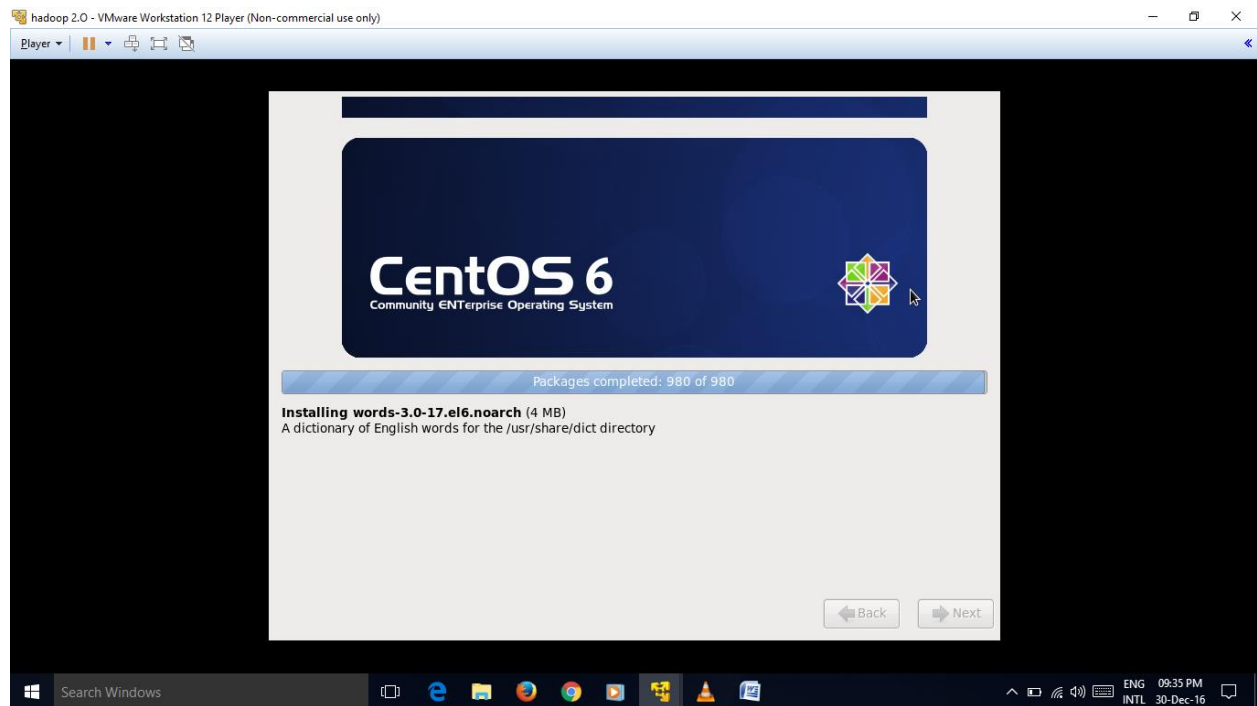 hadoop 2.O - VMware Workstation 12 Player (Non-commercial use only)
Player
CentOS 6
Community ENTerprise Operating System
Packages completed: 980 of 980
Installing words-3.0-17.el6.noarch (4 MB)
A dictionary of English words for the /usr/share/dict directory
Back
Next
Search Windows
ENG 09:35 PM
INTL 30-Dec-16